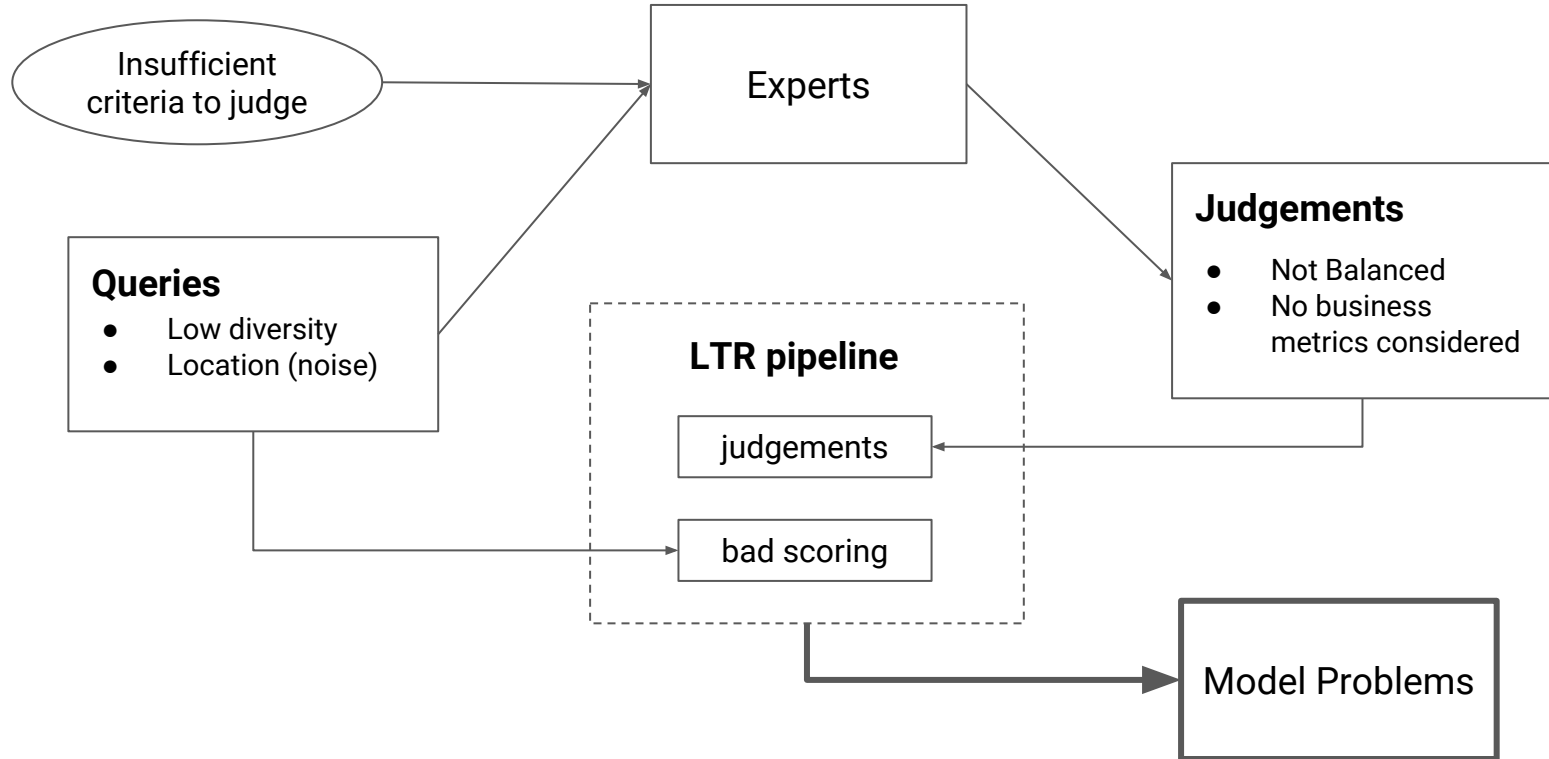 Insufficient
criteria to judge
Experts
Judgements
● Not Balanced
● No business
metrics considered
Queries
● Low diversity
● Location (noise)
LTR pipeline
judgements
bad scoring
Model Problems